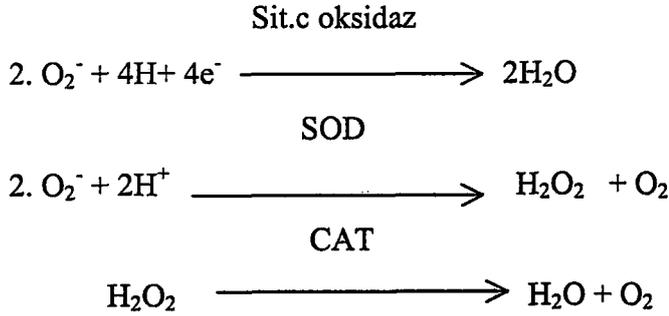 Sit.c oksidaz
2. O₂⁻ + 4H+ 4e⁻ ⟶ 2H₂O
SOD
2. O₂⁻ + 2H⁺ ⟶ H₂O₂ + O₂
CAT
H₂O₂ ⟶ H₂O + O₂